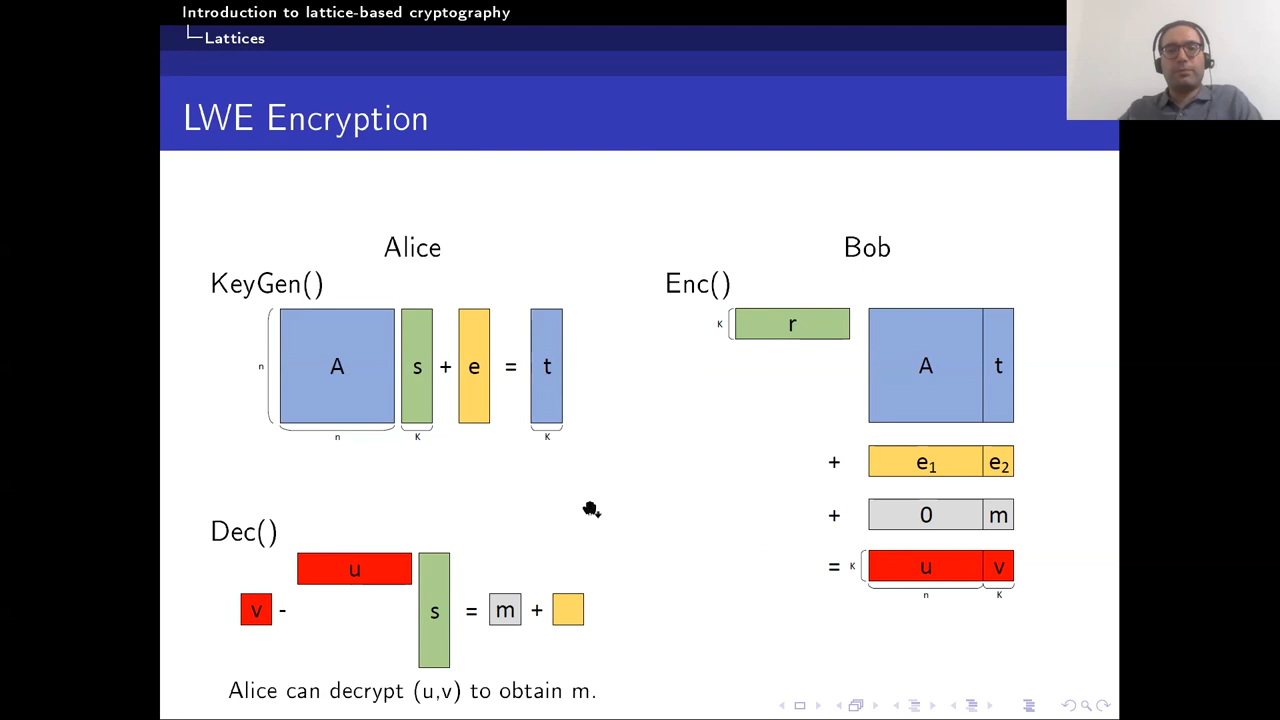 Introduction to lattice-based cryptography
Lattices
LWE Encryption
Alice
KeyGen()
n
A
s
+
e
=
t
n
K
K
Dec()
u
v
-
s
=
m
+
Alice can decrypt (u,v) to obtain m.
Bob
Enc()
K
r
A
t
+
e₁
e₂
+
0
m
=
K
u
v
n
K